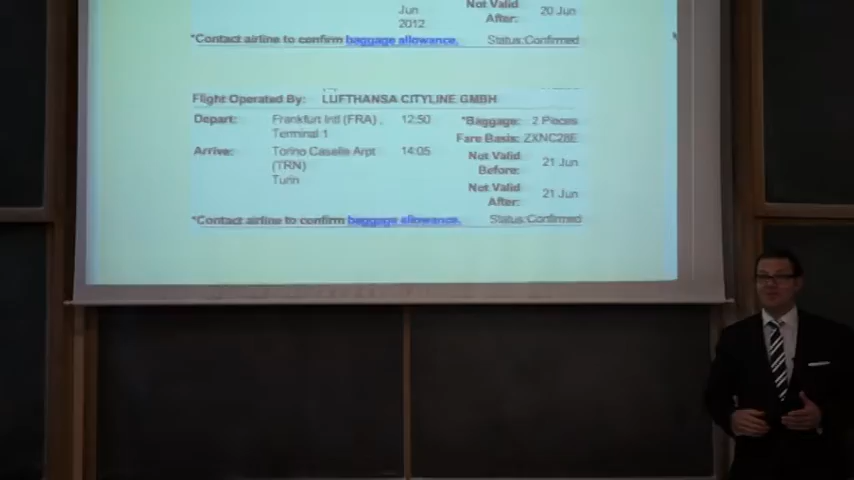 Jun
2012
Not Valid
After:
20 Jun
*Contact airline to confirm baggage allowance.
Status:Confirmed
Flight Operated By: LUFTHANSA CITYLINE GMBH
Depart: Frankfurt Intl (FRA) , 12:50
Terminal 1
Arrive: Torino Caselle Arpt 14:05
(TRN)
Turin
*Baggage: 2 Pieces
Fare Basis: ZXNC28E
Not Valid
Before:
21 Jun
Not Valid
After:
21 Jun
*Contact airline to confirm baggage allowance.
Status:Confirmed